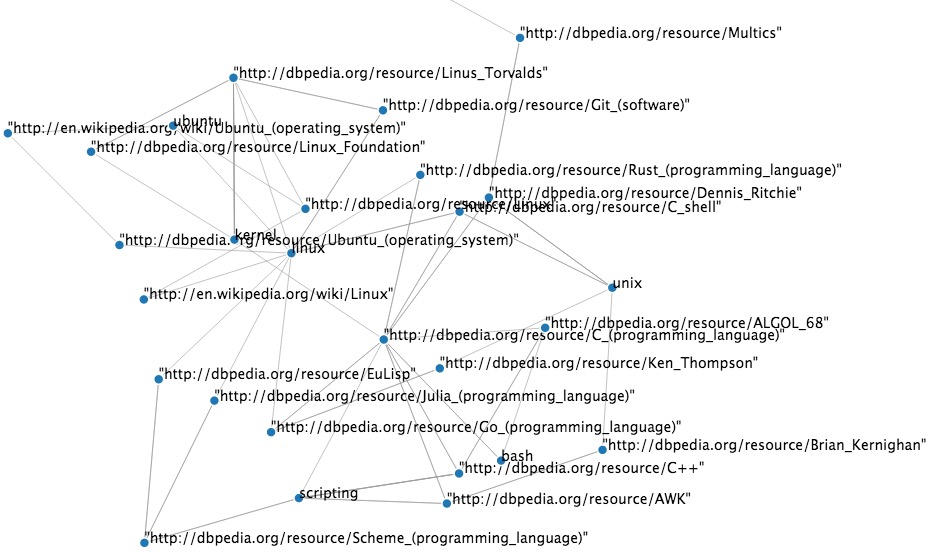 "http://dbpedia.org/resource/Multics"
"http://dbpedia.org/resource/Linus_Torvalds"
"http://dbpedia.org/resource/Git_(software)"
ubuntu
"http://en.wikipedia.org/wiki/Ubuntu_(operating_system)"
"http://dbpedia.org/resource/Linux_Foundation"
"http://dbpedia.org/resource/Rust_(programming_language)"
"http://dbpedia.org/resource/Dennis_Ritchie"
"http://dbpedia.org/resource/Linux"
"http://dbpedia.org/resource/C_shell"
kernel
"http://dbpedia.org/resource/Ubuntu_(operating_system)"
linux
unix
"http://en.wikipedia.org/wiki/Linux"
"http://dbpedia.org/resource/ALGOL_68"
"http://dbpedia.org/resource/C_(programming_language)"
"http://dbpedia.org/resource/Ken_Thompson"
"http://dbpedia.org/resource/EuLisp"
"http://dbpedia.org/resource/Julia_(programming_language)"
"http://dbpedia.org/resource/Go_(programming_language)"
"http://dbpedia.org/resource/Brian_Kernighan"
bash
"http://dbpedia.org/resource/C++"
scripting
"http://dbpedia.org/resource/AWK"
"http://dbpedia.org/resource/Scheme_(programming_language)"